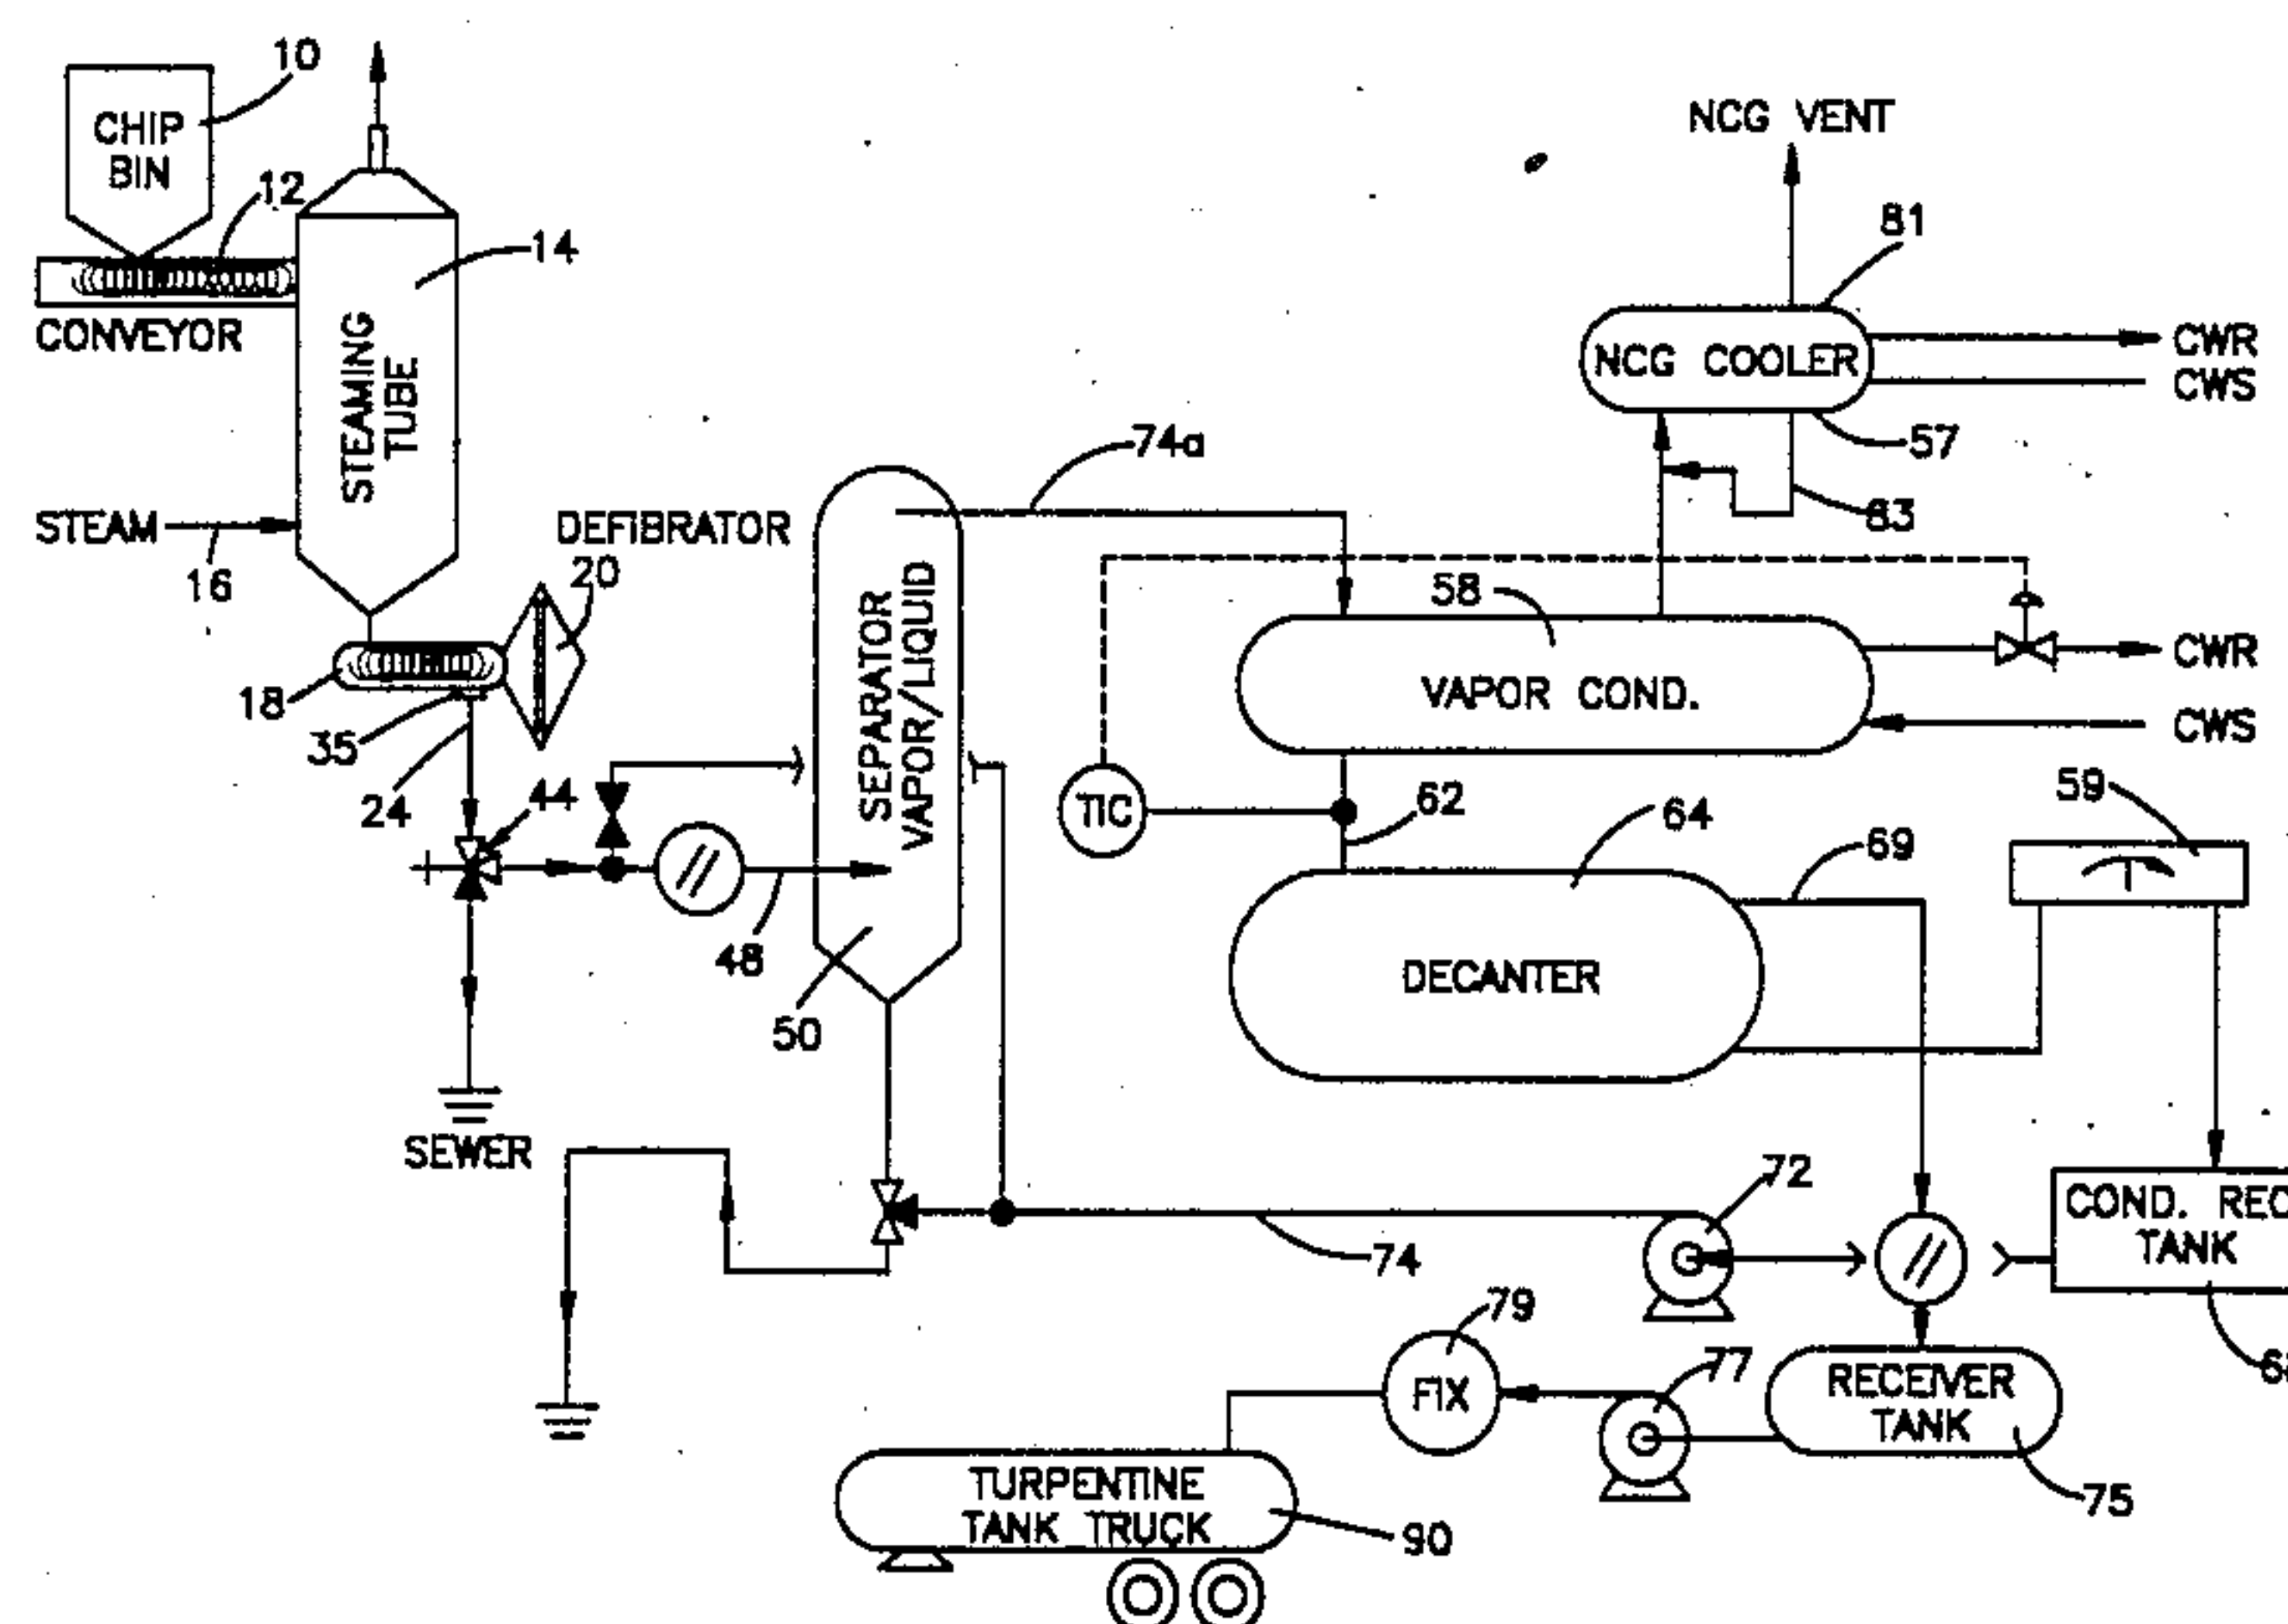 10
CHIP
BIN
12
CONVEYOR
14
STEAMING
TUBE
STEAM
16
18
35
24
DEFIBRATOR
20
44
SEWER
48
50
SEPARATOR
VAPOR/LIQUID
74a
NCG VENT
81
NCG COOLER
CWR
CWS
57
58
VAPOR COND.
CWR
CWS
TIC
62
64
DECANTER
69
59
72
74
COND. REC
TANK
79
FIX
77
RECEIVER
TANK
75
TURPENTINE
TANK TRUCK
90